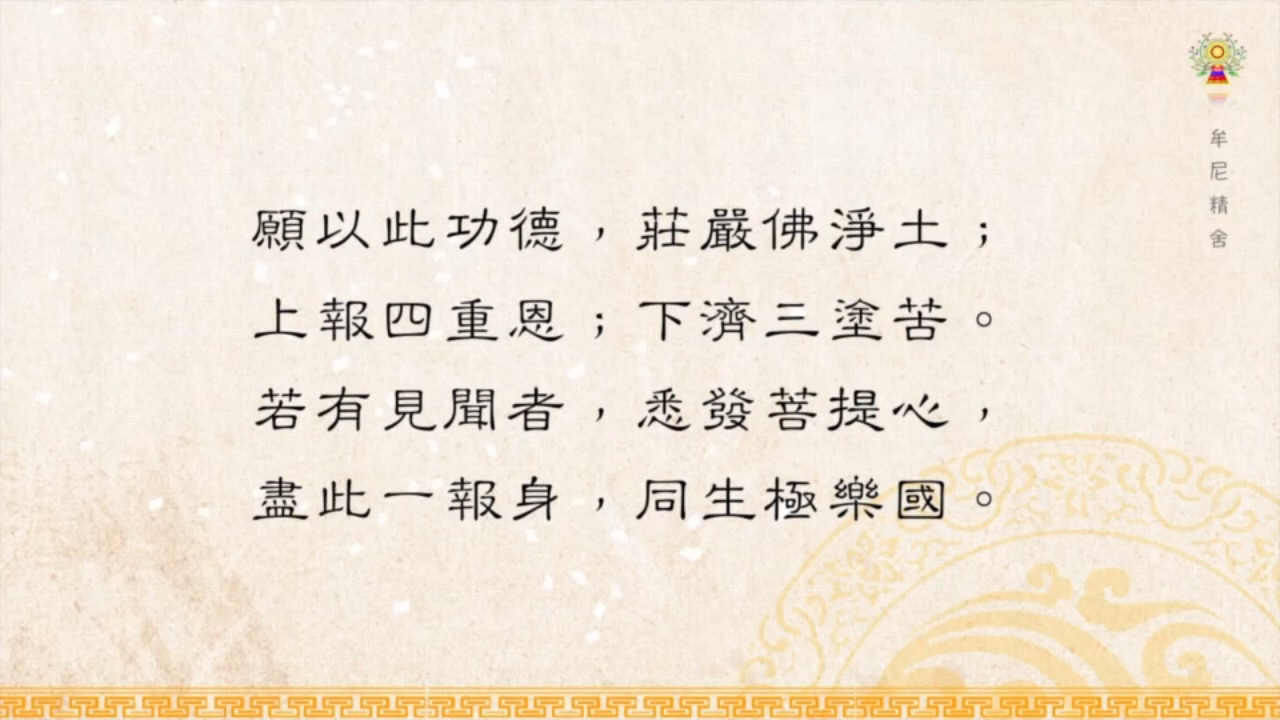 願以此功德，莊嚴佛淨土；
上報四重恩；下濟三塗苦。
若有見聞者，悉發菩提心，
盡此一報身，同生極樂國。
牟尼精舍